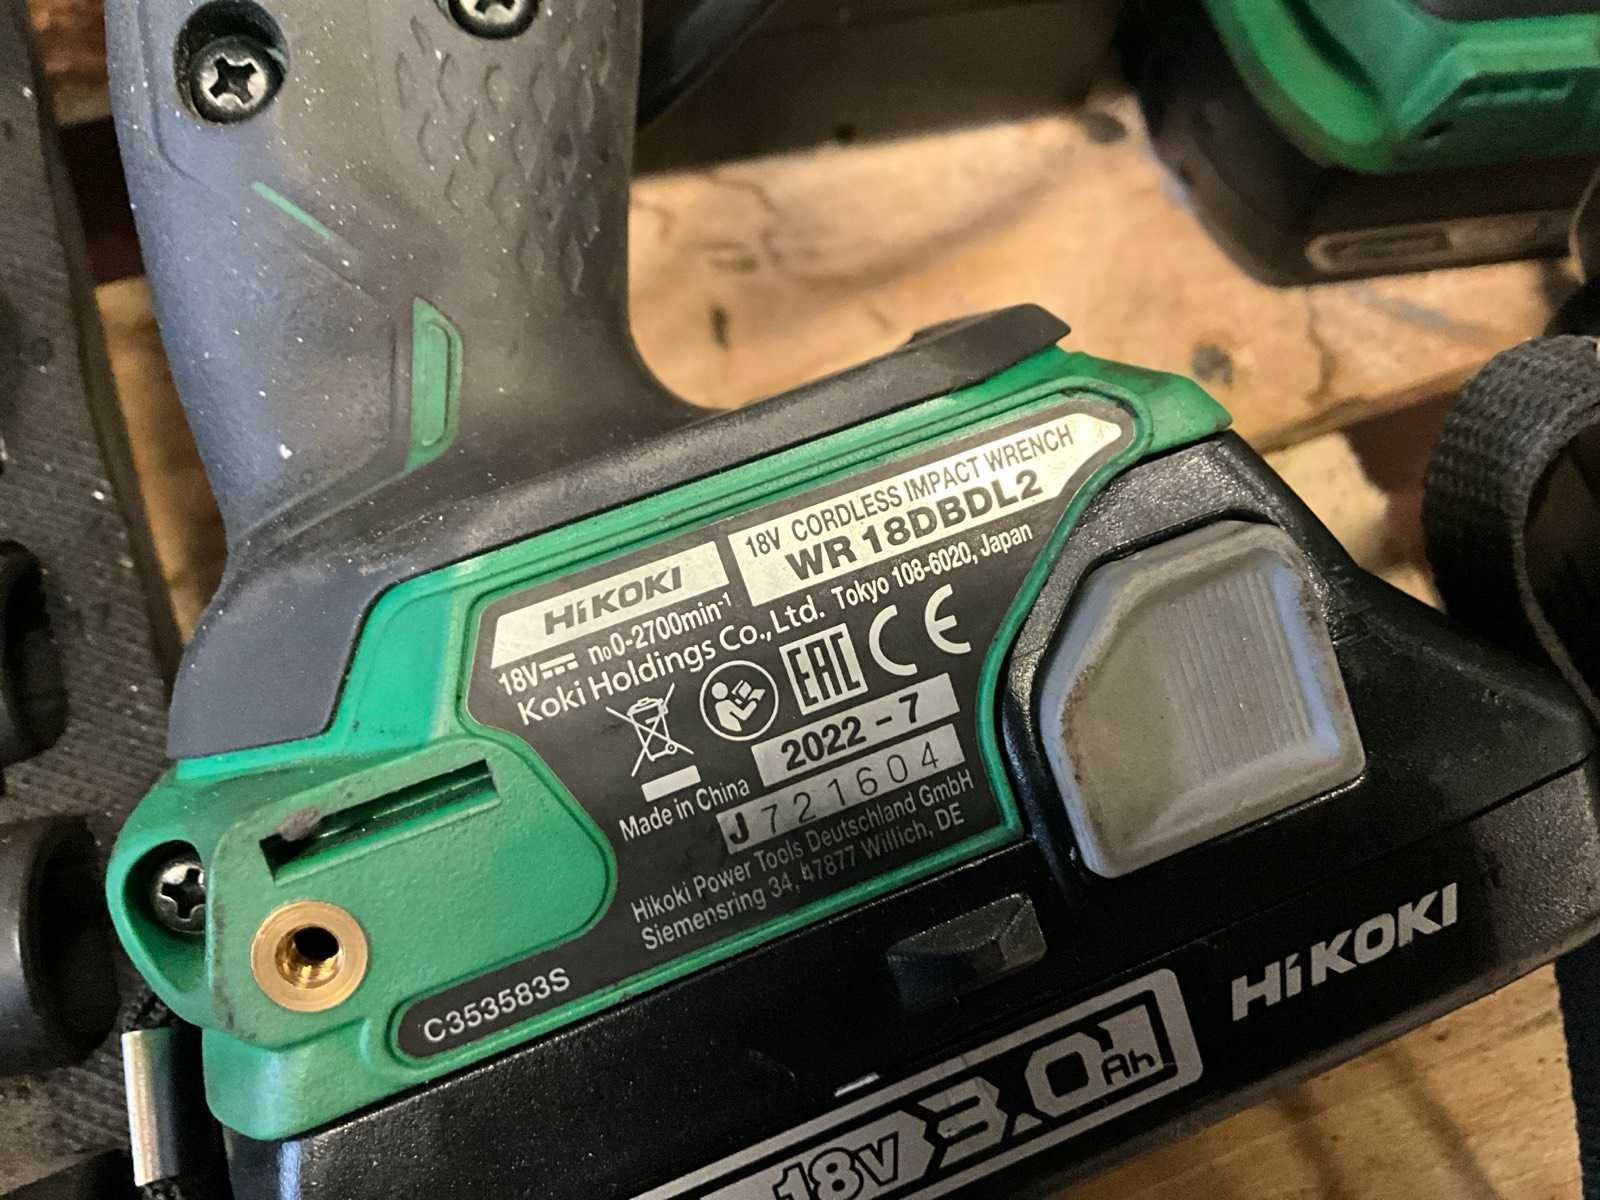 HiKOKI
18V CORDLESS IMPACT WRENCH
WR 18DBDL2
18V n₀0-2700min⁻¹
Koki Holdings Co.,Ltd. Tokyo 108-6020, Japan
EAC CE
Made in China
2022 - 7
J721604
Hikoki Power Tools Deutschland GmbH
Siemensring 34, 47877 Willich, DE
C353583S
HiKOKI
18V 3.0Ah